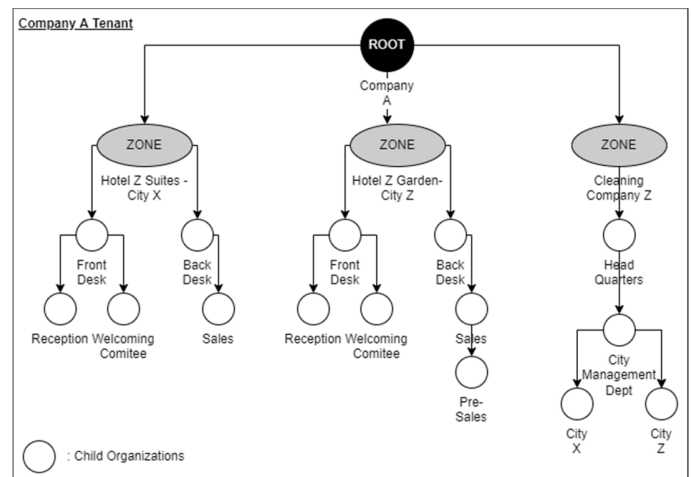 Company A Tenant
ROOT
Company
A
ZONE
Hotel Z Suites -
City X
ZONE
Hotel Z Garden-
City Z
ZONE
Cleaning
Company Z
Front
Desk
Back
Desk
Front
Desk
Back
Desk
Head
Quarters
Reception
Welcoming
Comitee
Sales
Reception
Welcoming
Comitee
Sales
City
Management
Dept
Pre-
Sales
City
X
City
Z
: Child Organizations